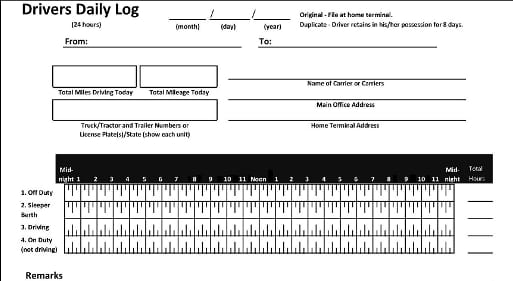 Drivers Daily Log
(24 hours)
/ /
(month) (day) (year)
Original - File at home terminal.
Duplicate - Driver retains in his/her possession for 8 days.
From: To:
Total Miles Driving Today Total Mileage Today
Name of Carrier or Carriers
Main Office Address
Truck/Tractor and Trailer Numbers or
License Plate(s)/State (show each unit)
Home Terminal Address
Mid-
night 1 2 3 4 5 6 7 8 9 10 11 Noon 1 2 3 4 5 6 7 8 9 10 11 Mid-
night
Total
Hours
1. Off Duty
2. Sleeper
Berth
3. Driving
4. On Duty
(not driving)
Remarks